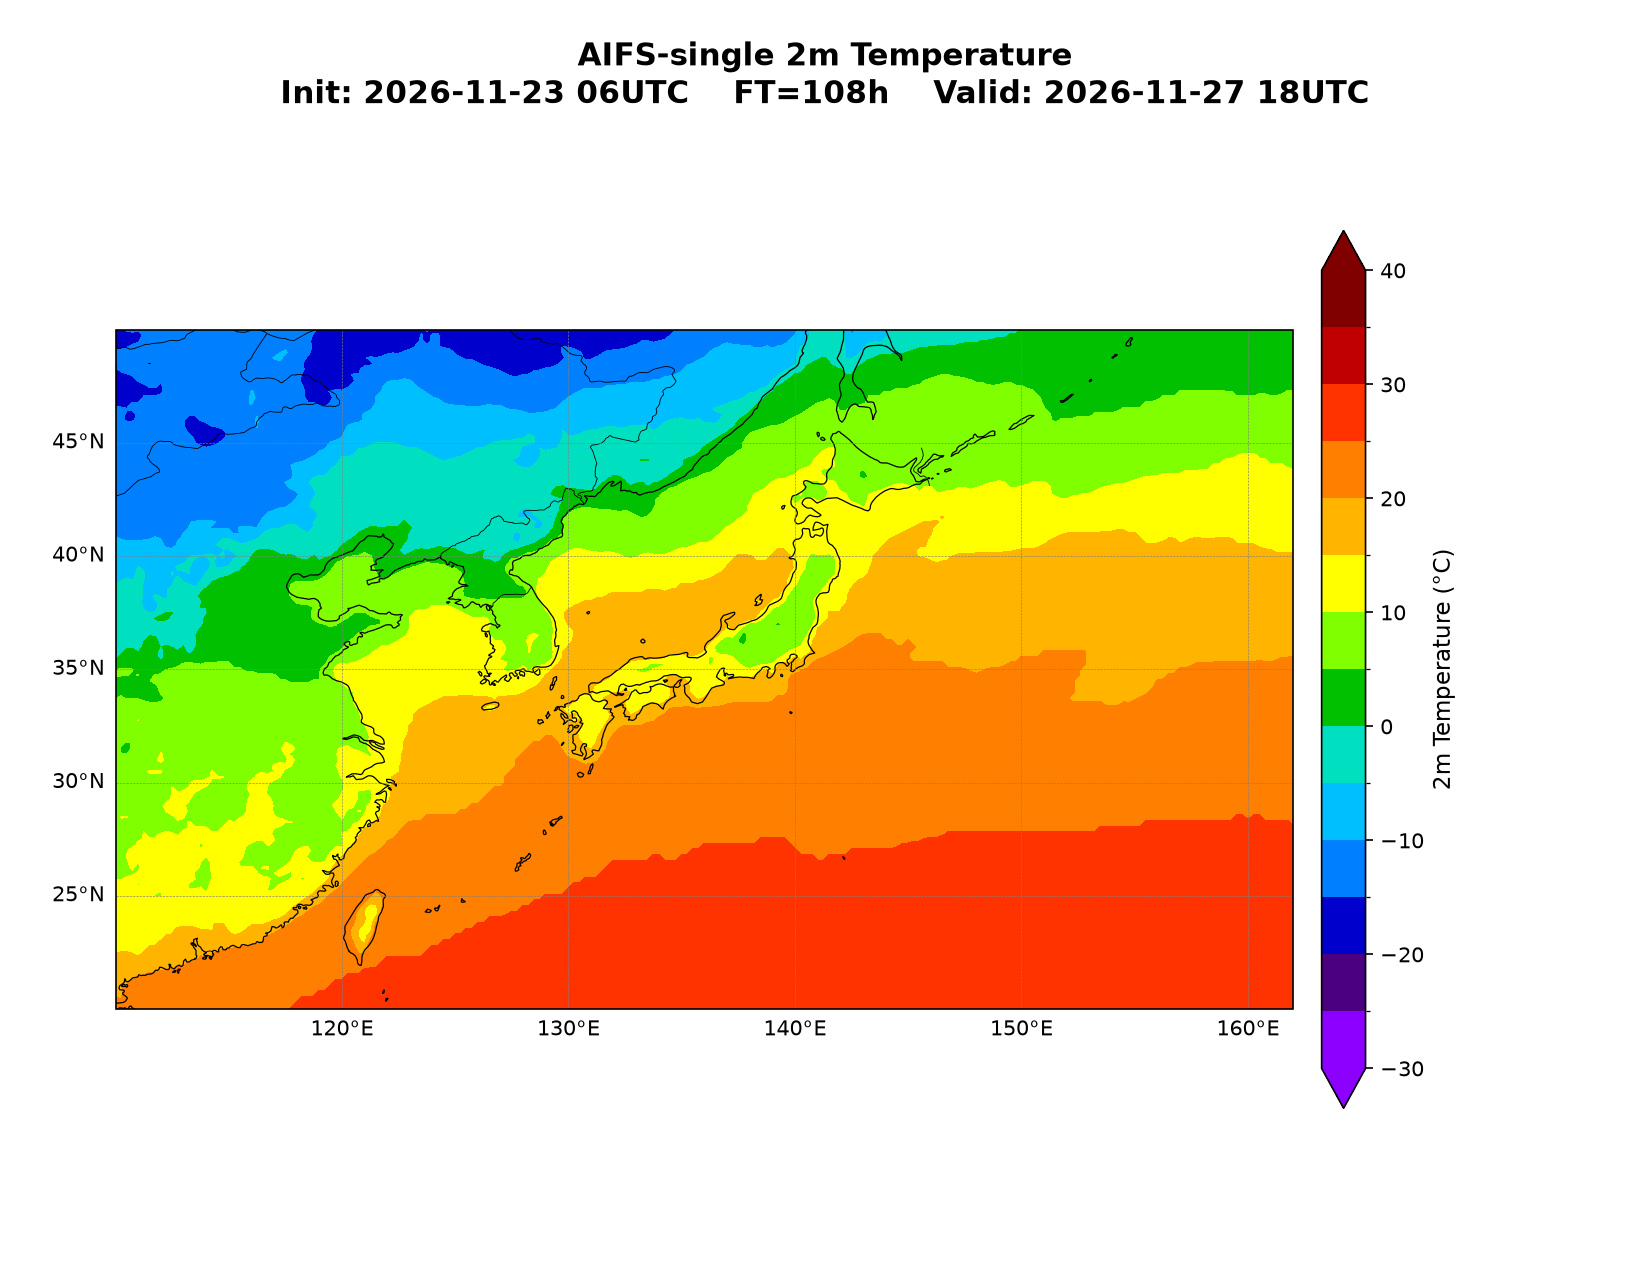 AIFS-single 2m Temperature
Init: 2026-11-23 06UTC    FT=108h    Valid: 2026-11-27 18UTC
45°N
40°N
35°N
30°N
25°N
120°E
130°E
140°E
150°E
160°E
40
30
20
10
0
−10
−20
−30
2m Temperature (°C)